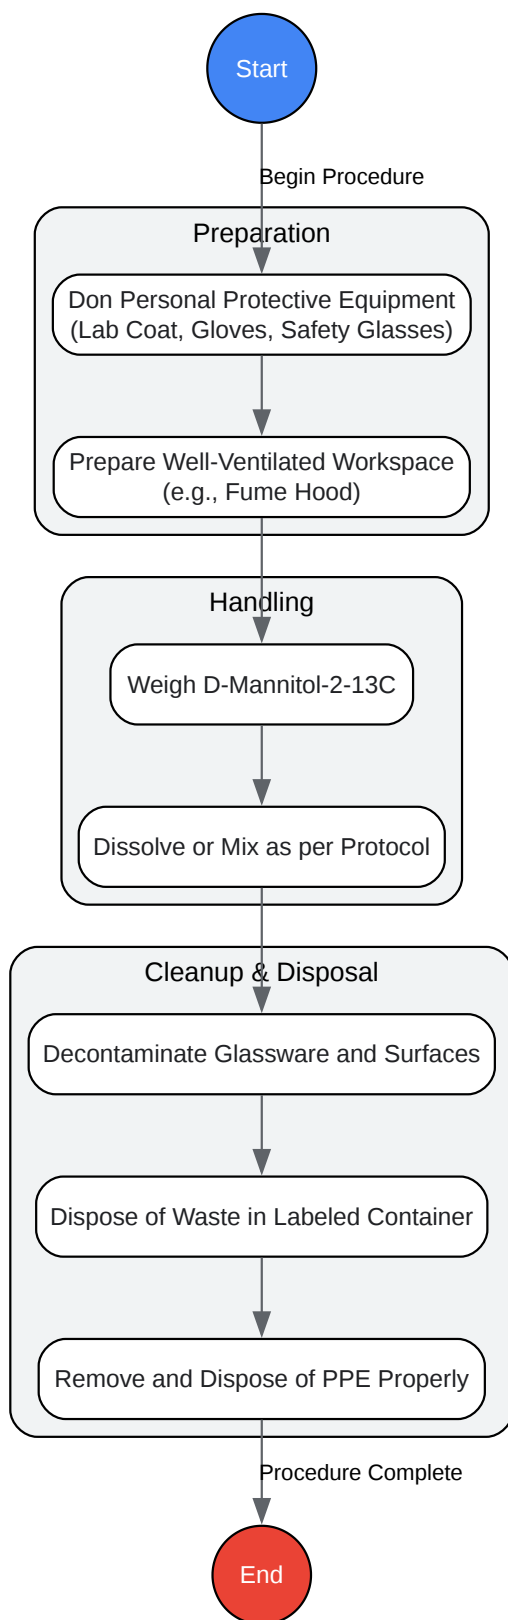 Start
Begin Procedure
Preparation
Don Personal Protective Equipment
(Lab Coat, Gloves, Safety Glasses)
Prepare Well-Ventilated Workspace
(e.g., Fume Hood)
Handling
Weigh D-Mannitol-2-13C
Dissolve or Mix as per Protocol
Cleanup & Disposal
Decontaminate Glassware and Surfaces
Dispose of Waste in Labeled Container
Remove and Dispose of PPE Properly
Procedure Complete
End